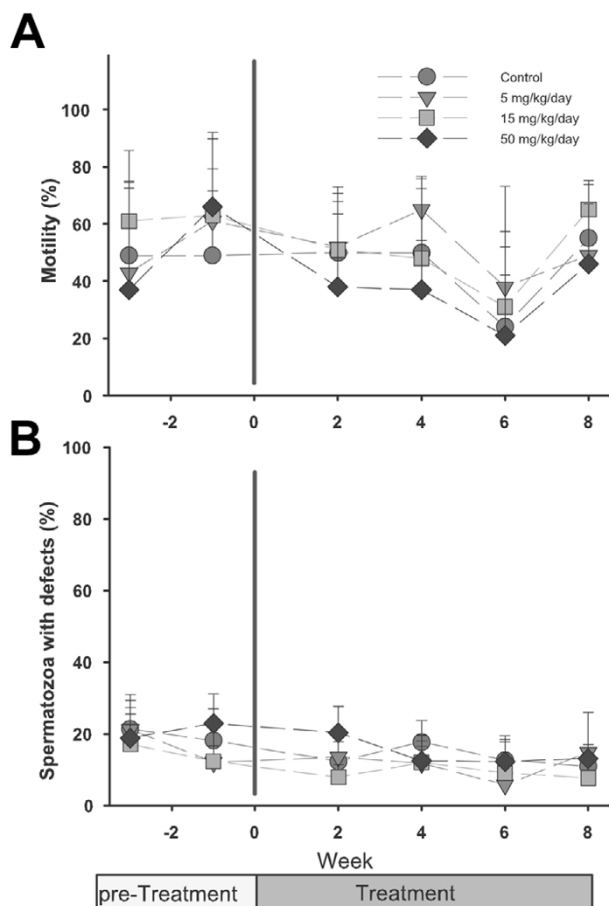 A
Control
5 mg/kg/day
15 mg/kg/day
50 mg/kg/day
Motility (%)
100
80
60
40
20
0
-2 0 2 4 6 8
B
Spermatozoa with defects (%)
100
80
60
40
20
0
-2 0 2 4 6 8
Week
pre-Treatment Treatment